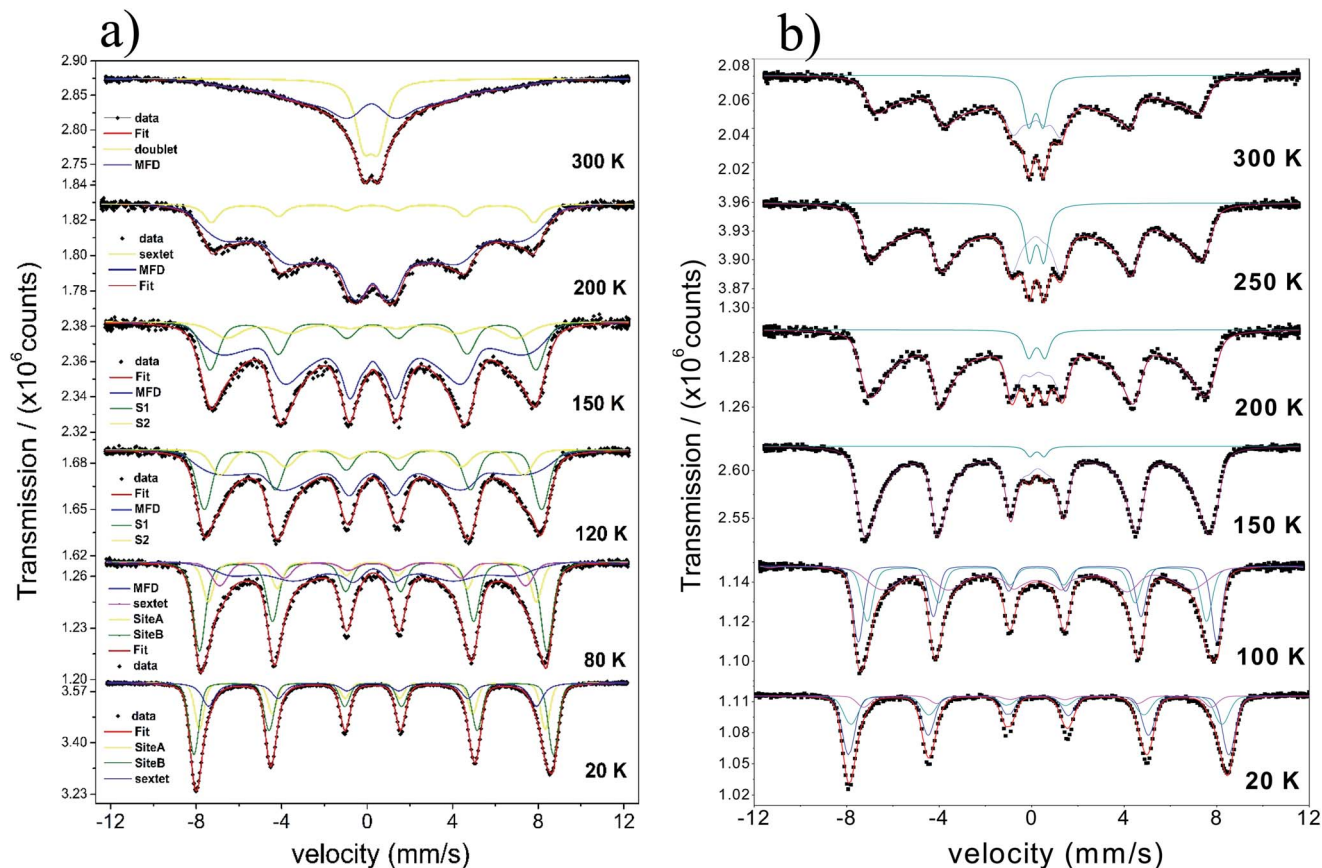 a)
2.90
2.85
2.80
2.75
1.84
1.82
1.80
1.78
2.38
2.36
2.34
2.32
1.68
1.65
1.62
1.26
1.23
1.20
3.57
3.40
3.23
Transmission / (x10⁶counts)
data
Fit
doublet
MFD
300 K
data
sextet
MFD
Fit
200 K
data
Fit
MFD
S1
S2
150 K
data
Fit
MFD
S1
S2
120 K
MFD
sextet
SiteA
SiteB
Fit
data
80 K
data
Fit
SiteA
SiteB
sextet
20 K
-12 -8 -4 0 4 8 12
velocity (mm/s)
b)
2.08
2.06
2.04
2.02
3.96
3.93
3.90
3.87
1.30
1.28
1.26
2.60
2.55
1.14
1.12
1.10
1.11
1.08
1.05
1.02
Transmission / (x10⁶counts)
300 K
250 K
200 K
150 K
100 K
20 K
-12 -8 -4 0 4 8 12
velocity (mm/s)